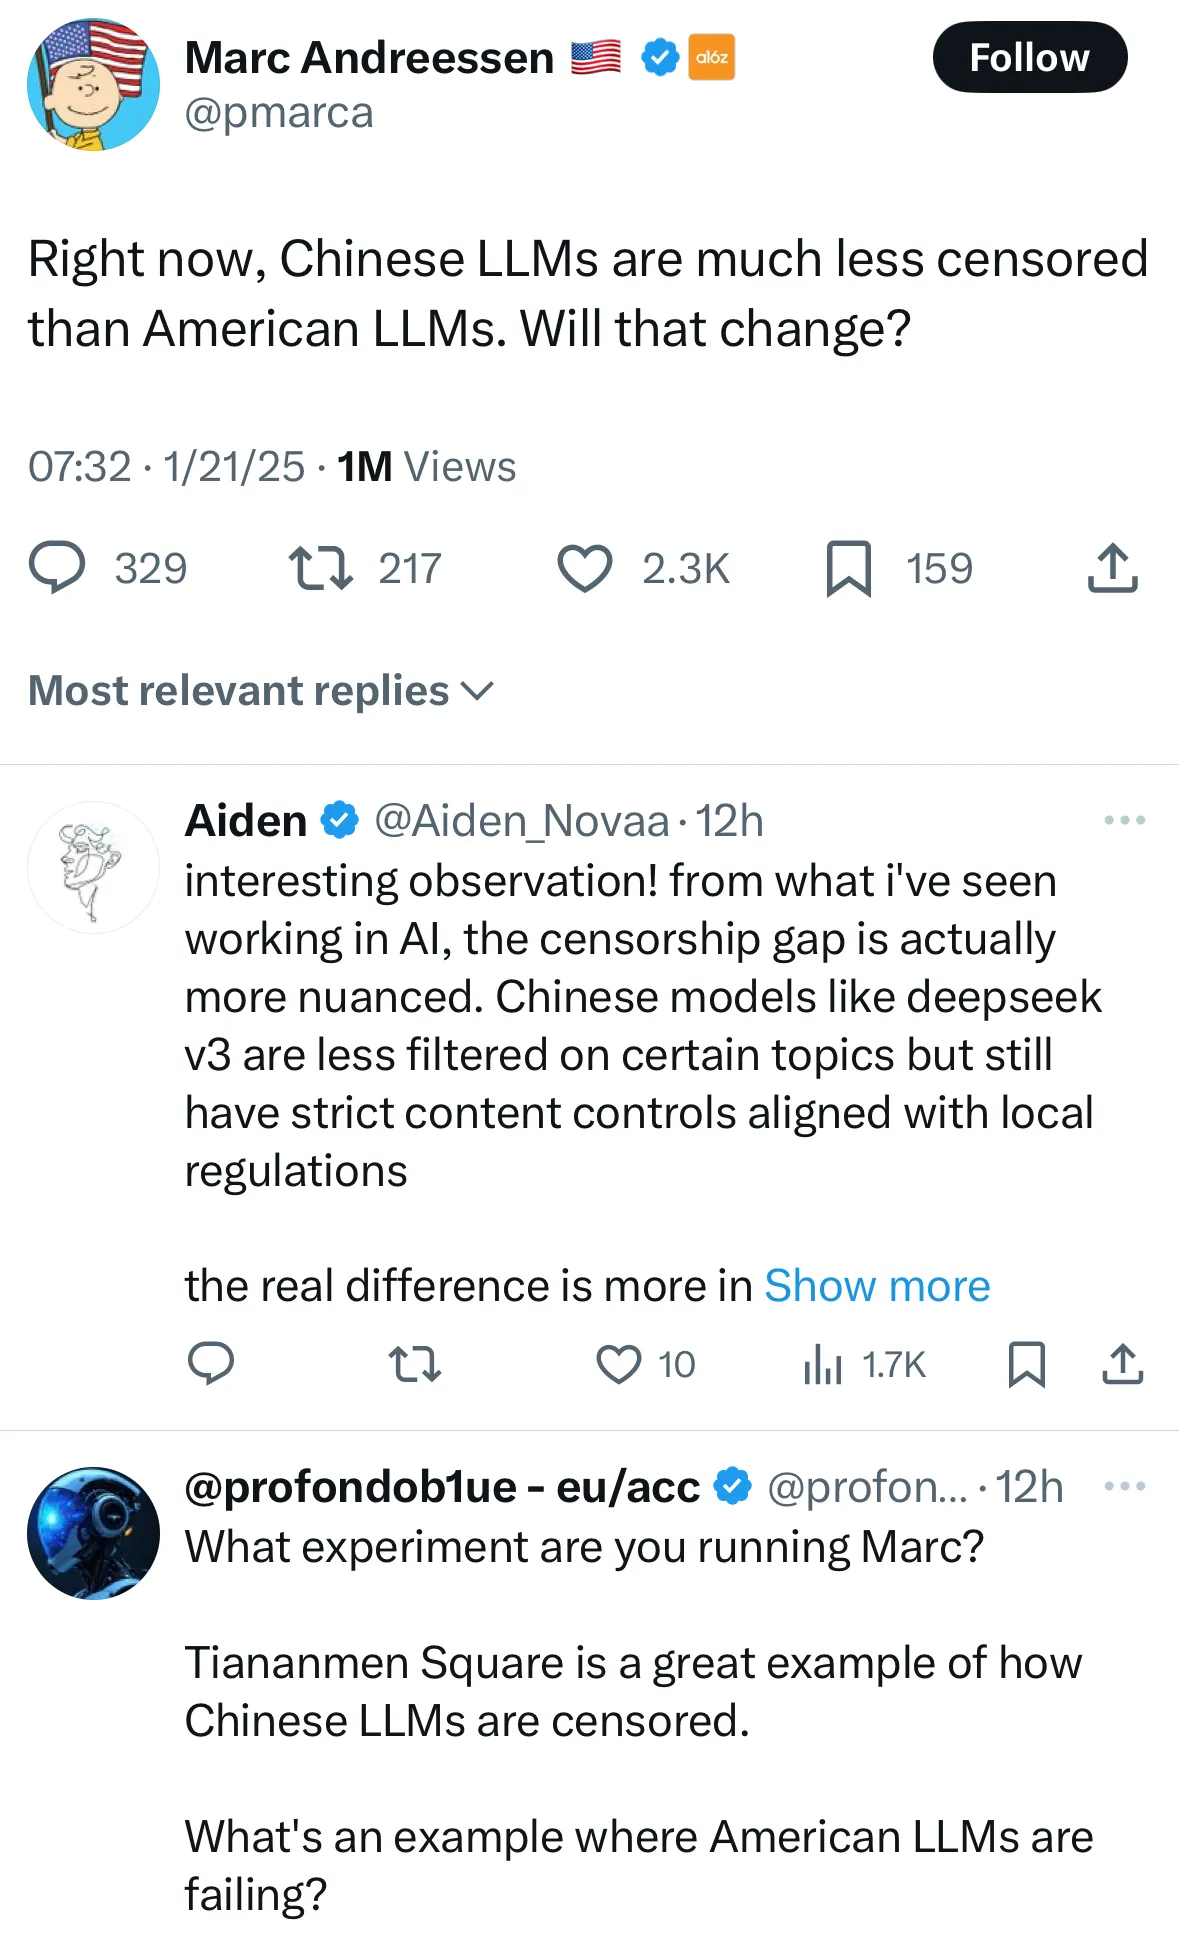 Marc Andreessen 🇺🇸 a16z
Follow
@pmarca
Right now, Chinese LLMs are much less censored
than American LLMs. Will that change?
07:32 · 1/21/25 · 1M Views
329 217 2.3K 159
Most relevant replies
Aiden @Aiden_Novaa · 12h
interesting observation! from what i've seen
working in AI, the censorship gap is actually
more nuanced. Chinese models like deepseek
v3 are less filtered on certain topics but still
have strict content controls aligned with local
regulations
the real difference is more in Show more
10 1.7K
@profondob1ue - eu/acc @profon... · 12h
What experiment are you running Marc?
Tiananmen Square is a great example of how
Chinese LLMs are censored.
What's an example where American LLMs are
failing?